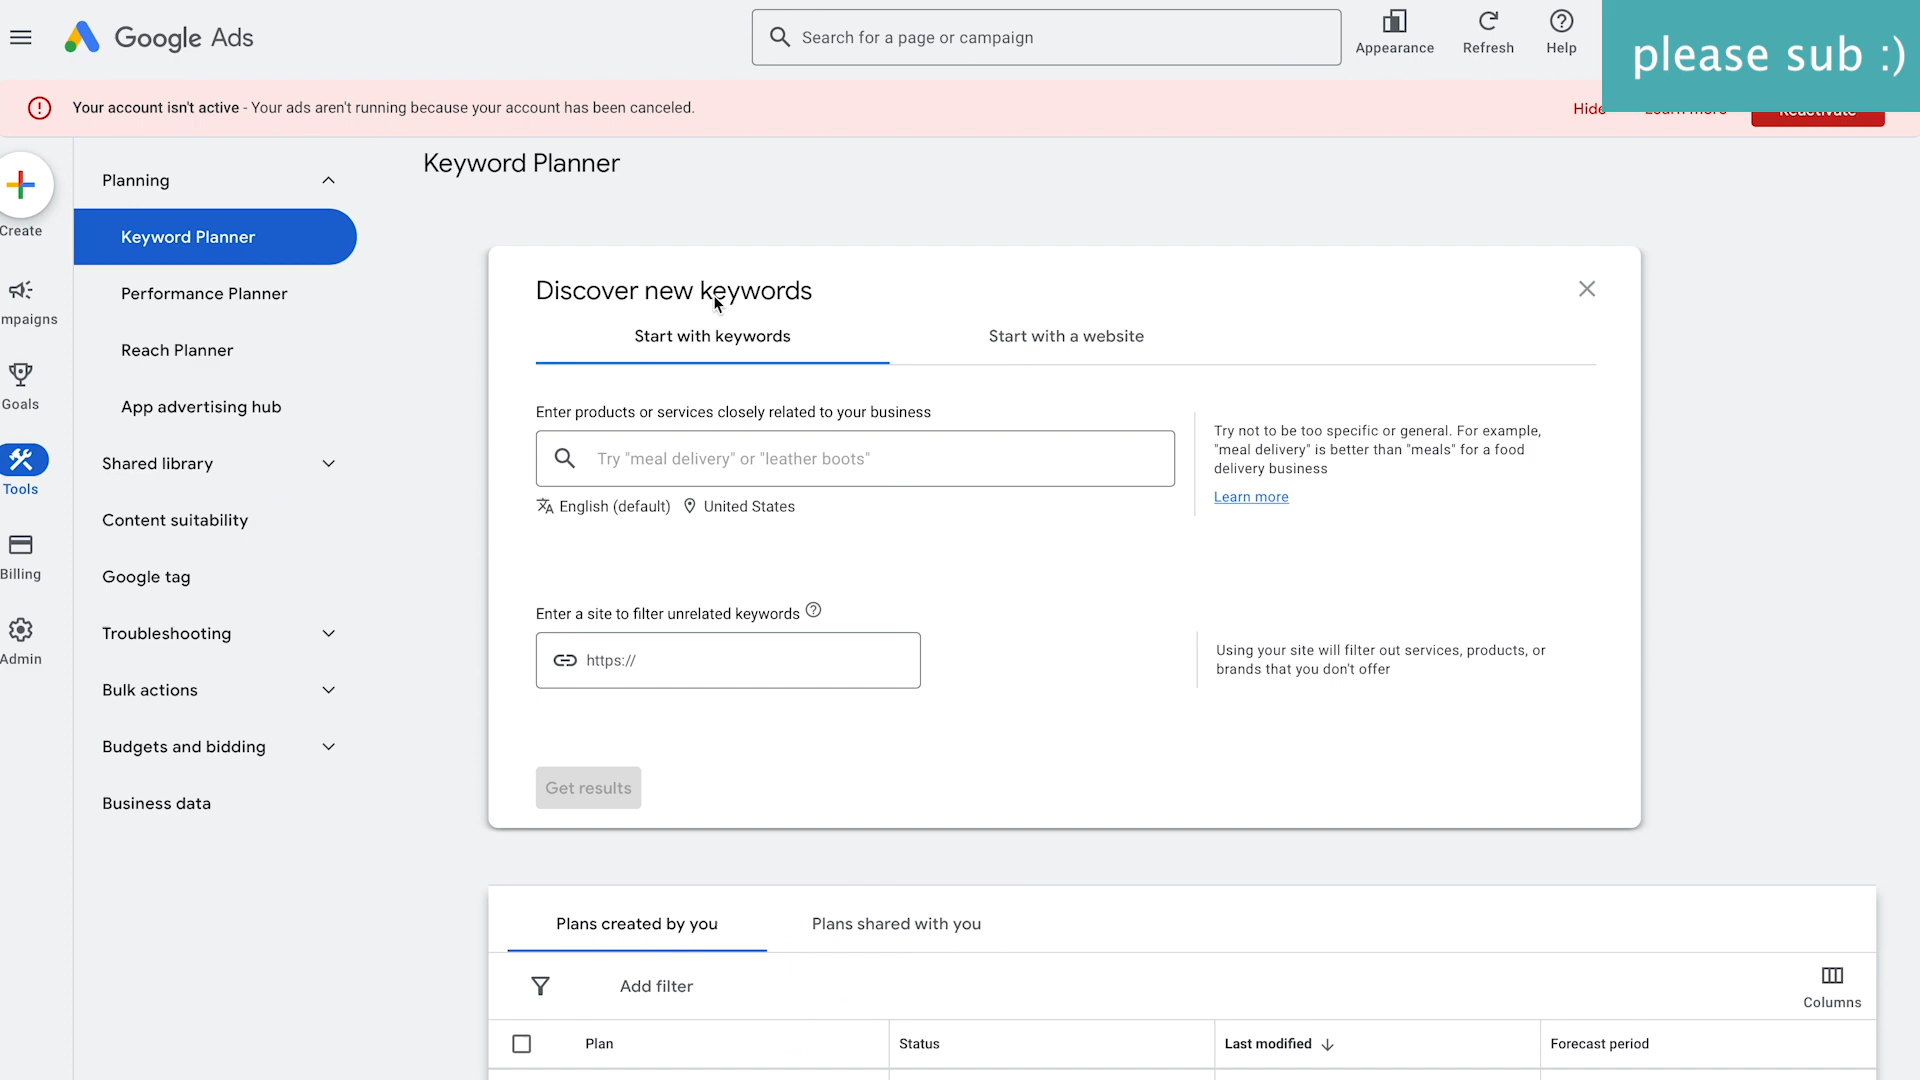 Google Ads
Search for a page or campaign
Appearance
Refresh
Help
please sub :)
Your account isn't active - Your ads aren't running because your account has been canceled.
Hide
Learn more
Reactivate
Create
mpaigns
Goals
Tools
Billing
Admin
Planning
Keyword Planner
Performance Planner
Reach Planner
App advertising hub
Shared library
Content suitability
Google tag
Troubleshooting
Bulk actions
Budgets and bidding
Business data
Keyword Planner
Discover new keywords
Start with keywords
Start with a website
Enter products or services closely related to your business
Try "meal delivery" or "leather boots"
English (default)
United States
Try not to be too specific or general. For example,
"meal delivery" is better than "meals" for a food
delivery business
Learn more
Enter a site to filter unrelated keywords
https://
Using your site will filter out services, products, or
brands that you don't offer
Get results
Plans created by you
Plans shared with you
Add filter
Columns
Plan
Status
Last modified
Forecast period